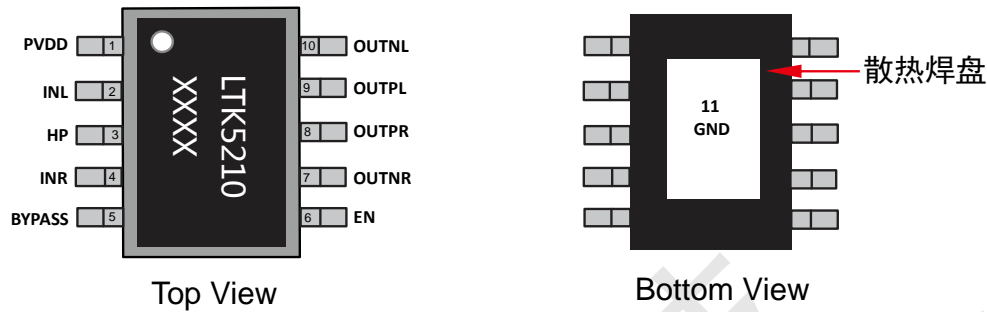 PVDD 1 10 OUTNL
INL 2 9 OUTPL
HP 3 8 OUTPR
INR 4 7 OUTNR
BYPASS 5 6 EN
LTK5210
XXXX
Top View
散热焊盘
11
GND
Bottom View